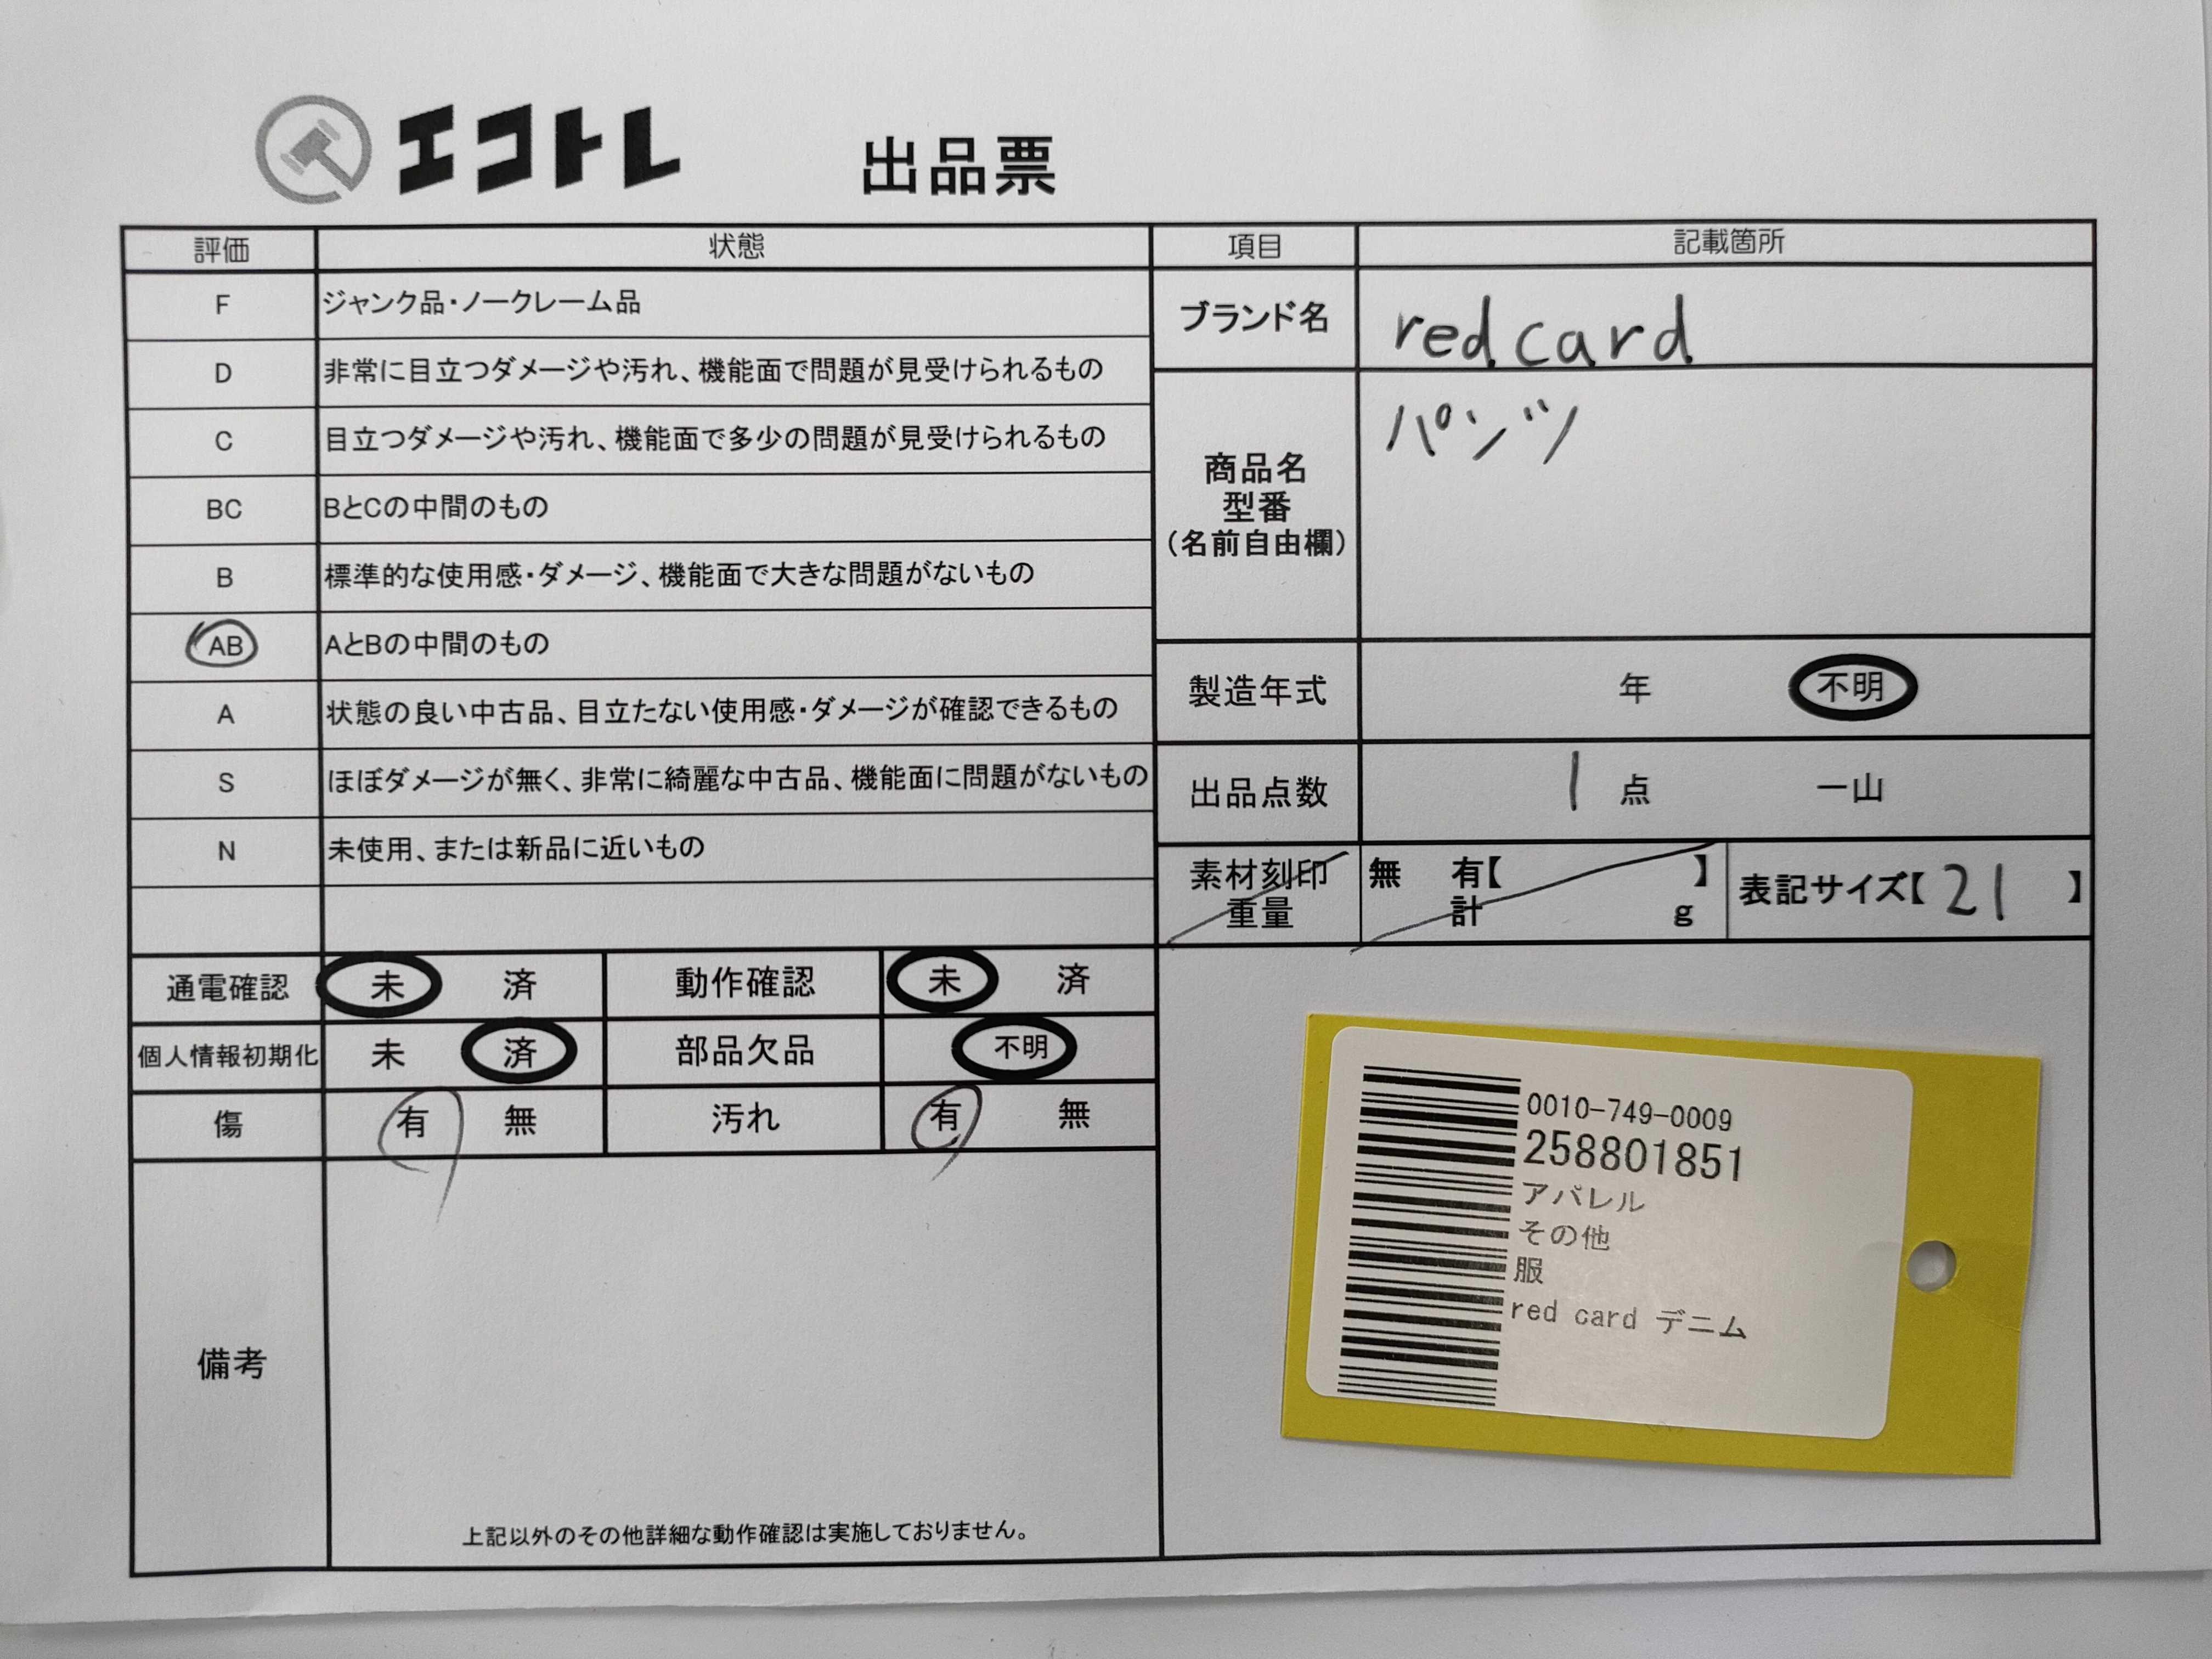 エコトレ 出品票
評価 状態 項目 記載箇所
F ジャンク品・ノークレーム品
D 非常に目立つダメージや汚れ、機能面で問題が見受けられるもの
C 目立つダメージや汚れ、機能面で多少の問題が見受けられるもの
BC BとCの中間のもの
B 標準的な使用感・ダメージ、機能面で大きな問題がないもの
AB AとBの中間のもの
A 状態の良い中古品、目立たない使用感・ダメージが確認できるもの
S ほぼダメージが無く、非常に綺麗な中古品、機能面に問題がないもの
N 未使用、または新品に近いもの
ブランド名 red card
商品名
型番
(名前自由欄)
パンツ
製造年式 年 不明
出品点数 1 点 一山
素材刻印 無 有【 】
重量 計 g
表記サイズ【 21 】
通電確認 未 済 動作確認 未 済
個人情報初期化 未 済 部品欠品 不明
傷 有 無 汚れ 有 無
備考
上記以外のその他詳細な動作確認は実施しておりません。
0010-749-0009
258801851
アパレル
その他
服
red card デニム